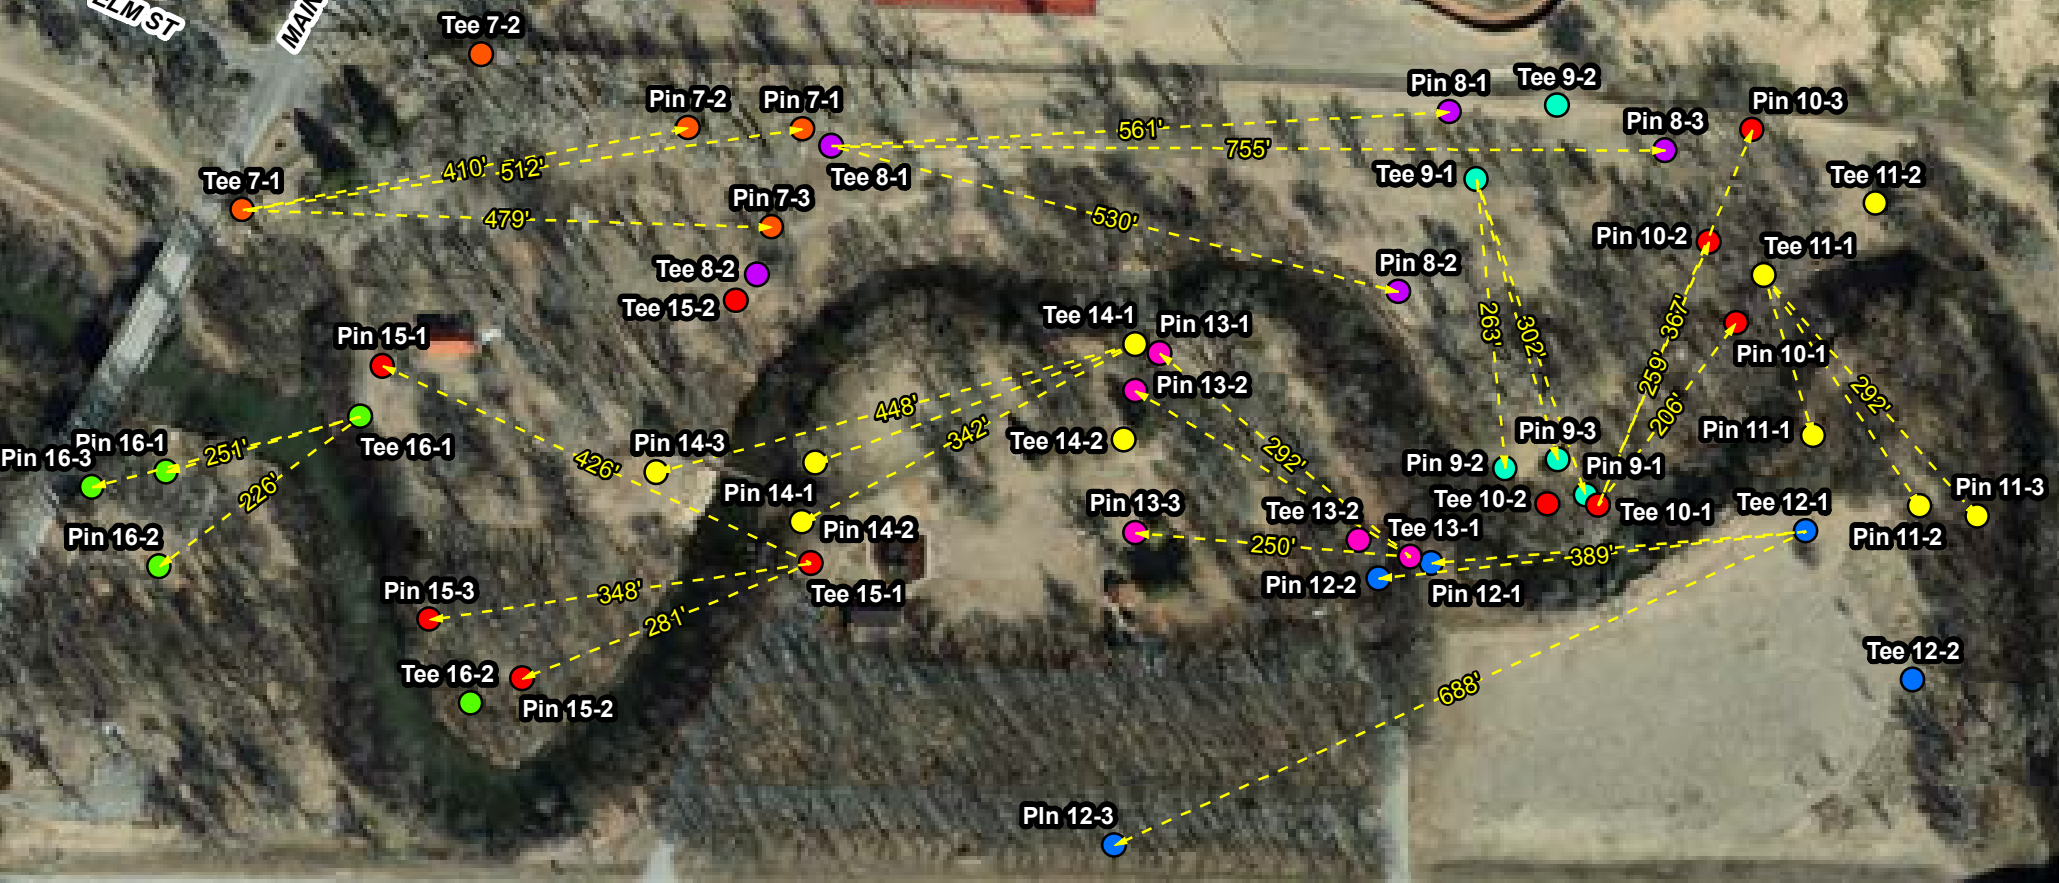 ELM ST
MAIN
Tee 7-2
Pin 7-2
Pin 7-1
Pin 8-1
Tee 9-2
Pin 8-3
Pin 10-3
561'
755'
410'
512'
Tee 7-1
Tee 8-1
Tee 9-1
Tee 11-2
Pin 7-3
479'
530'
Pin 10-2
Tee 11-1
Tee 8-2
Pin 8-2
Tee 15-2
Tee 14-1
Pin 13-1
263'
302'
367'
Pin 15-1
Pin 10-1
259'
Pin 13-2
292'
448'
206'
342'
Tee 14-2
Pin 9-3
Pin 11-1
Pin 16-1
Pin 16-3
251'
Tee 16-1
Pin 14-3
426'
292'
Pin 9-2
Pin 9-1
226'
Pin 14-1
Pin 13-3
Tee 13-2
Tee 10-2
Tee 10-1
Tee 12-1
Pin 11-3
Pin 16-2
Pin 14-2
Tee 13-1
Pin 11-2
250'
389'
Pin 15-3
348'
Tee 15-1
Pin 12-2
Pin 12-1
281'
Tee 16-2
Pin 15-2
688'
Tee 12-2
PIn 12-3